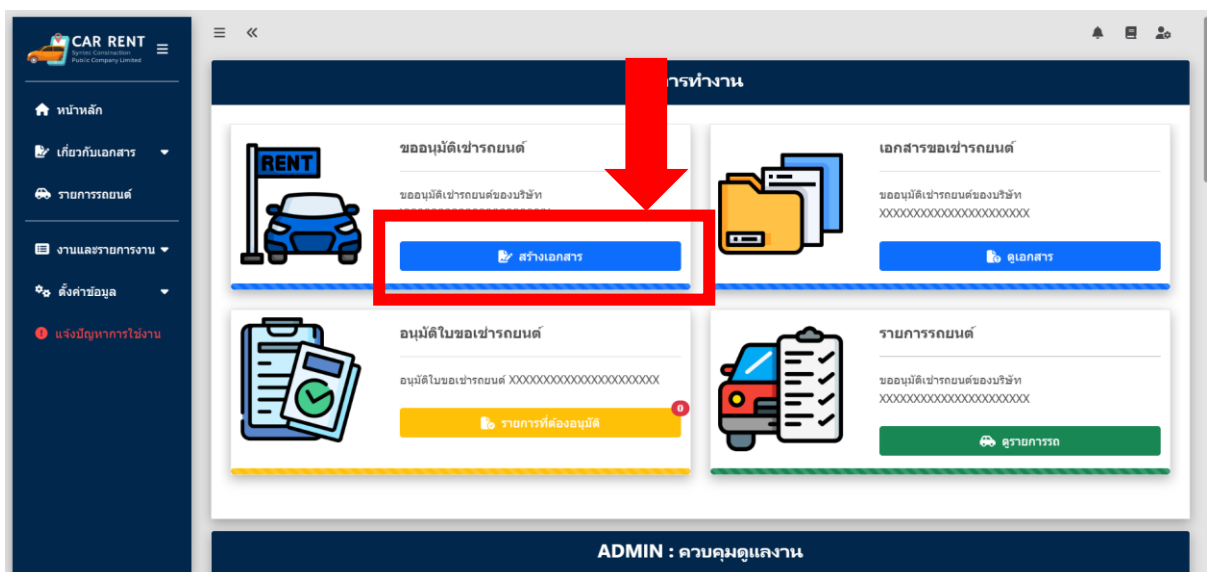 CAR RENT
Syntec Construction
Public Company Limited
หน้าหลัก
เกี่ยวกับเอกสาร
รายการรถยนต์
งานและรายการงาน
ตั้งค่าข้อมูล
แจ้งปัญหาการใช้งาน
การทำงาน
RENT
ขออนุมัติเช่ารถยนต์
ขออนุมัติเช่ารถยนต์ของบริษัท
สร้างเอกสาร
เอกสารขอเช่ารถยนต์
ขออนุมัติเช่ารถยนต์ของบริษัท
XXXXXXXXXXXXXXXXXXXXXXX
ดูเอกสาร
อนุมัติใบขอเช่ารถยนต์
อนุมัติใบขอเช่ารถยนต์ XXXXXXXXXXXXXXXXXXXXXXX
0
รายการที่ต้องอนุมัติ
รายการรถยนต์
ขออนุมัติเช่ารถยนต์ของบริษัท
XXXXXXXXXXXXXXXXXXXXXXX
ดูรายการรถ
ADMIN : ควบคุมดูแลงาน